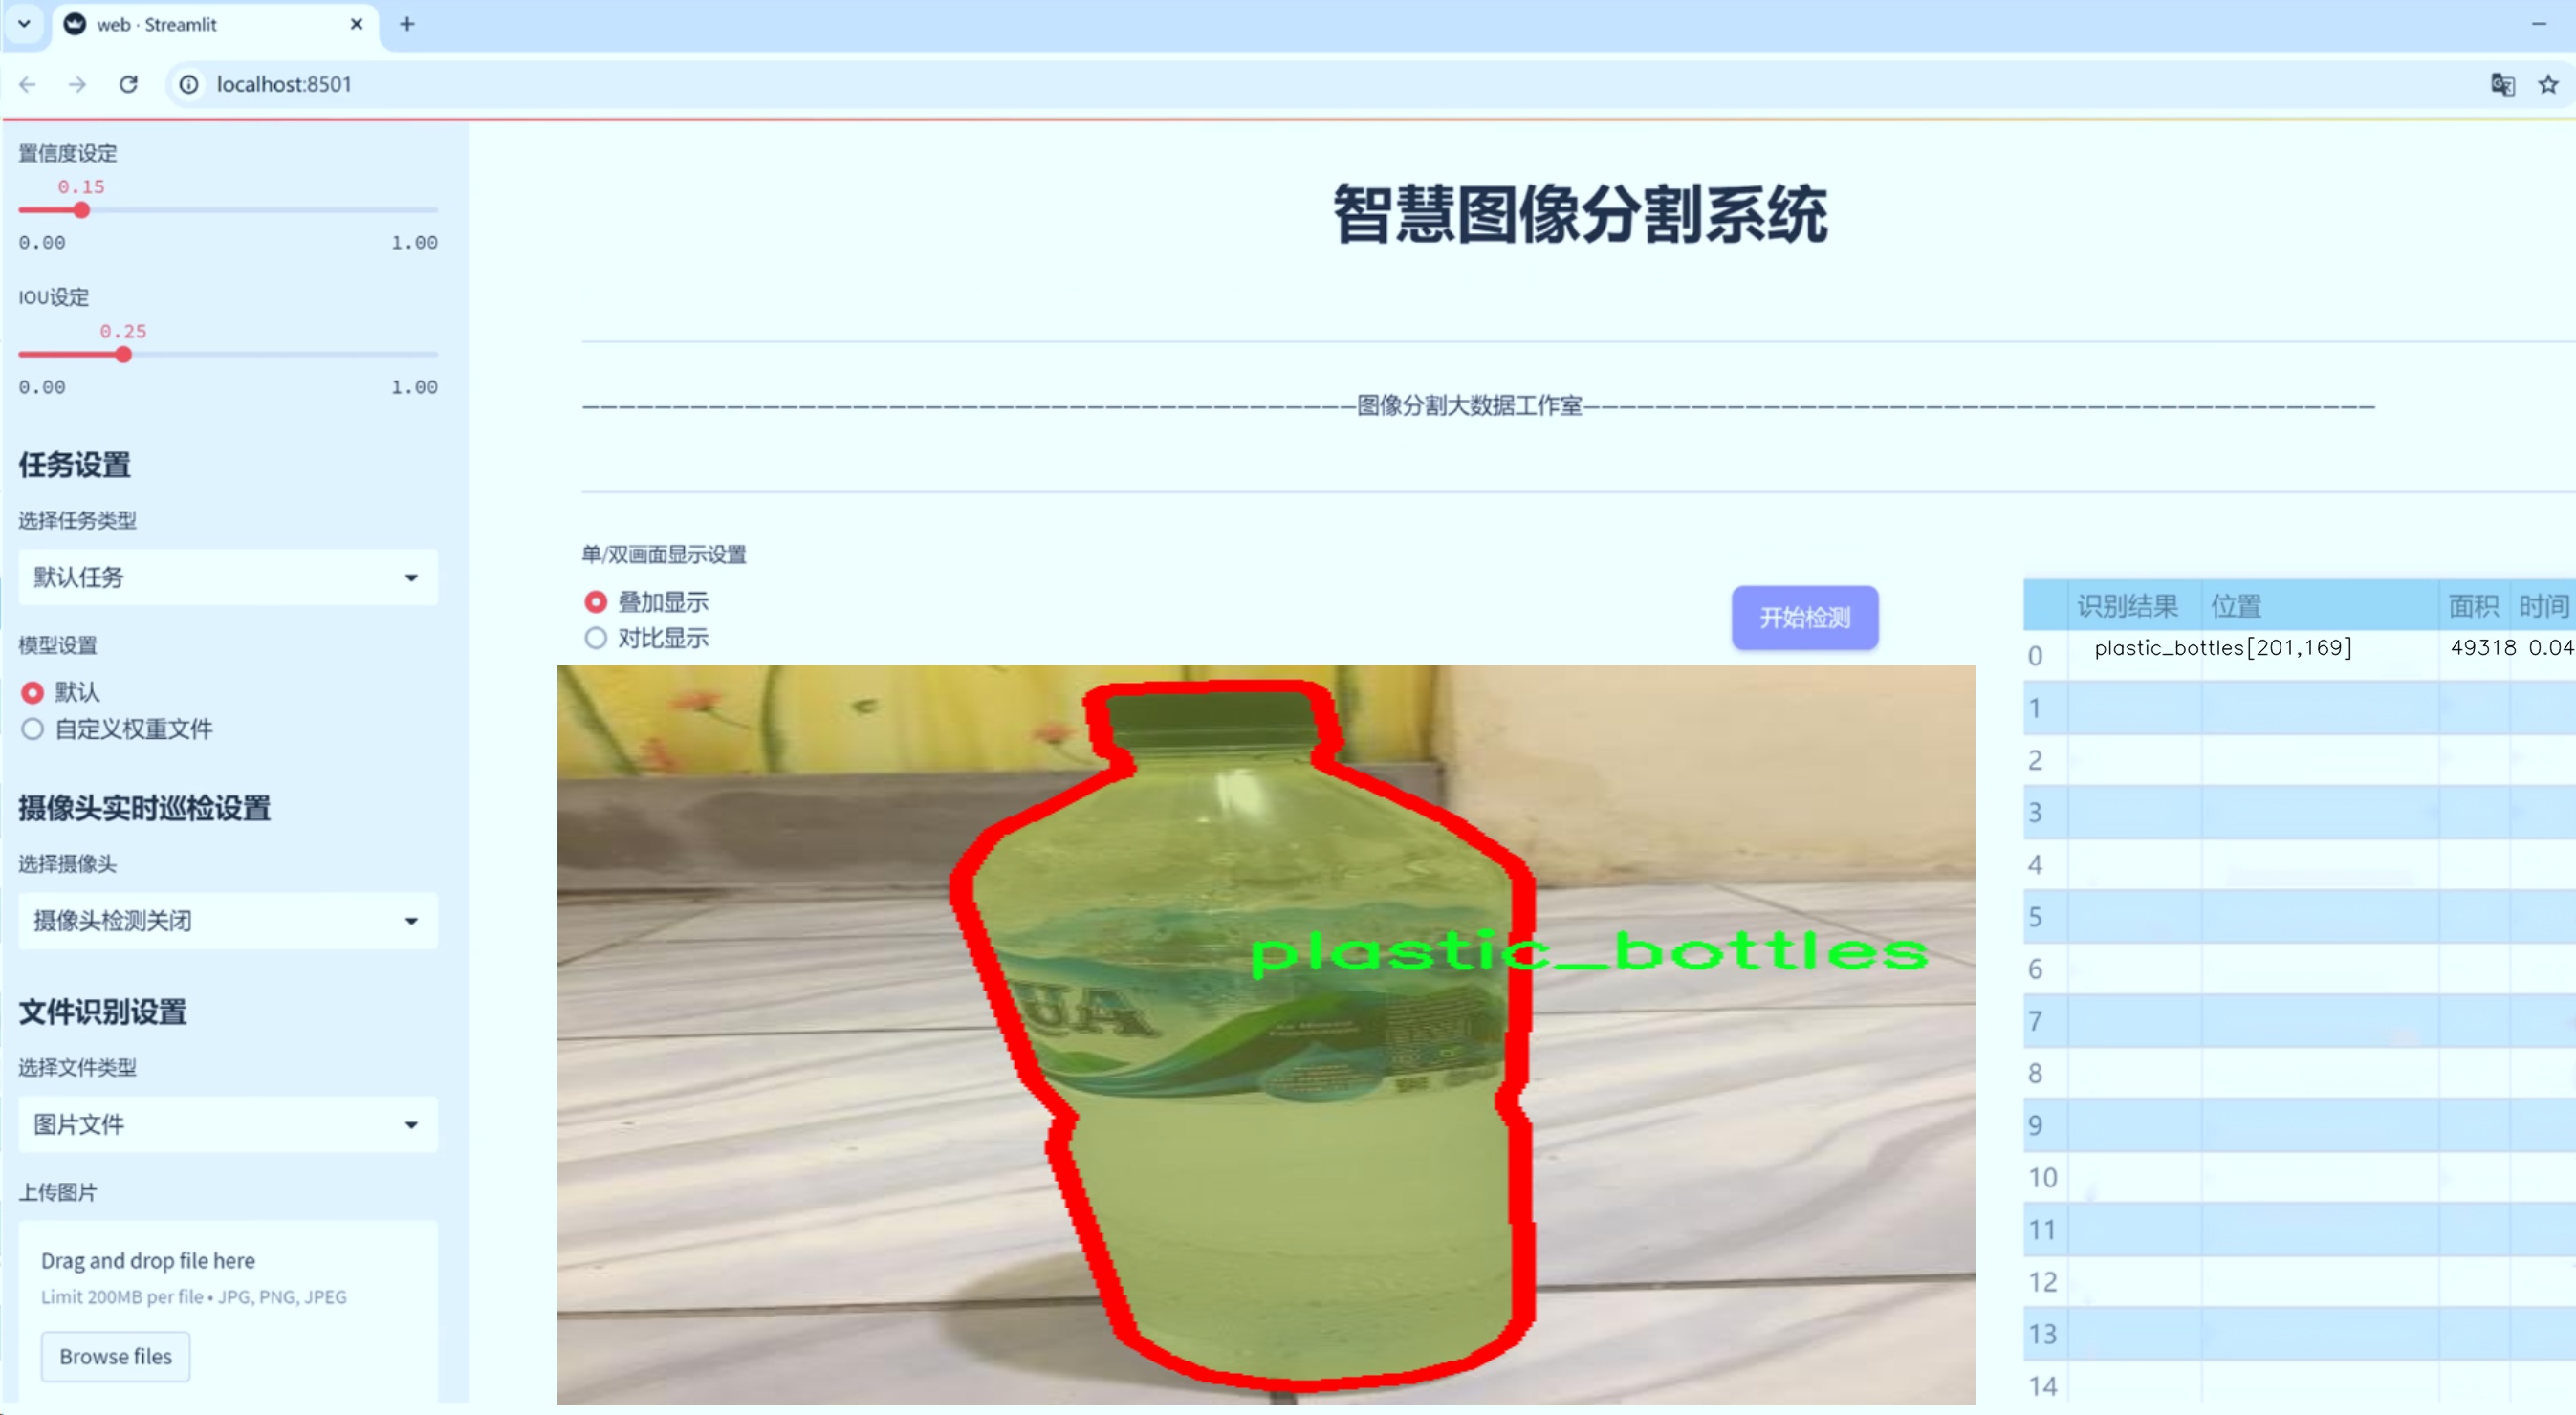 web · Streamlit
localhost:8501
置信度设定
0.15
0.00 1.00
IOU设定
0.25
0.00 1.00
任务设置
选择任务类型
默认任务
模型设置
默认
自定义权重文件
摄像头实时巡检设置
选择摄像头
摄像头检测关闭
文件识别设置
选择文件类型
图片文件
上传图片
Drag and drop file here
Limit 200MB per file • JPG, PNG, JPEG
Browse files
智慧图像分割系统
图像分割大数据工作室
单/双画面显示设置
叠加显示
对比显示
开始检测
plastic_bottles
UA
识别结果 位置 面积 时间
0 plastic_bottles[201,169] 49318 0.04
1
2
3
4
5
6
7
8
9
10
11
12
13
14